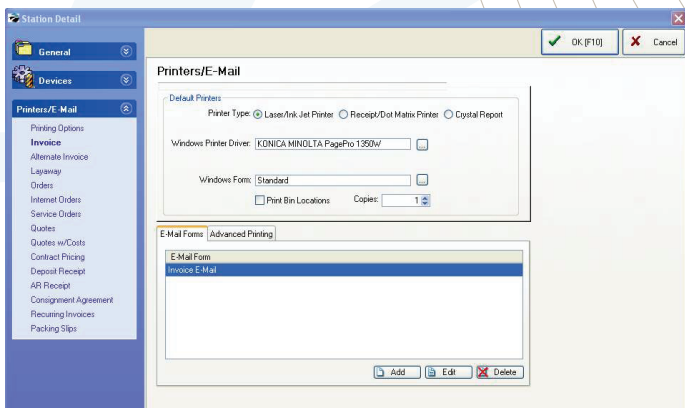 Station Detail
OK [F10]
Cancel
General
Devices
Printers/E-Mail
Printing Options
Invoice
Alternate Invoice
Layaway
Orders
Internet Orders
Service Orders
Quotes
Quotes w/Costs
Contract Pricing
Deposit Receipt
AR Receipt
Consignment Agreement
Recurring Invoices
Packing Slips
Printers/E-Mail
Default Printers
Printer Type: Laser/Ink Jet Printer Receipt/Dot Matrix Printer Crystal Report
Windows Printer Driver: KONICA MINOLTA PagePro 1350W ...
Windows Form: Standard ...
Print Bin Locations Copies: 1
E-Mail Forms Advanced Printing
E-Mail Form
Invoice E-Mail
Add Edit Delete